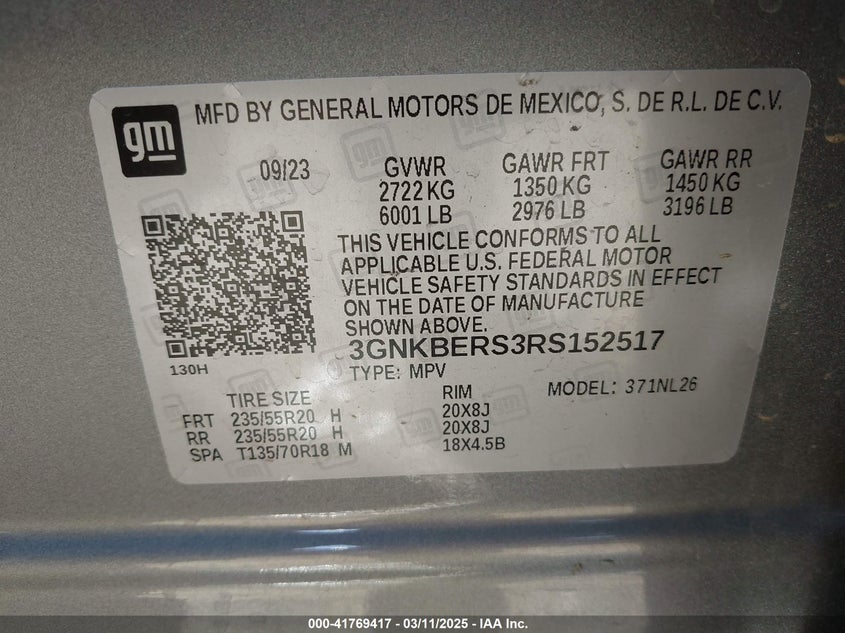 gm
MFD BY GENERAL MOTORS DE MEXICO, S. DE R.L. DE C.V.
09/23 GVWR GAWR FRT GAWR RR
2722 KG 1350 KG 1450 KG
6001 LB 2976 LB 3196 LB
THIS VEHICLE CONFORMS TO ALL
APPLICABLE U.S. FEDERAL MOTOR
VEHICLE SAFETY STANDARDS IN EFFECT
ON THE DATE OF MANUFACTURE
SHOWN ABOVE.
3GNKBERS3RS152517
130H
TYPE: MPV
MODEL: 371NL26
TIRE SIZE RIM
FRT 235/55R20 H 20X8J
RR 235/55R20 H 20X8J
SPA T135/70R18 M 18X4.5B
000-41769417 - 03/11/2025 - IAA Inc.